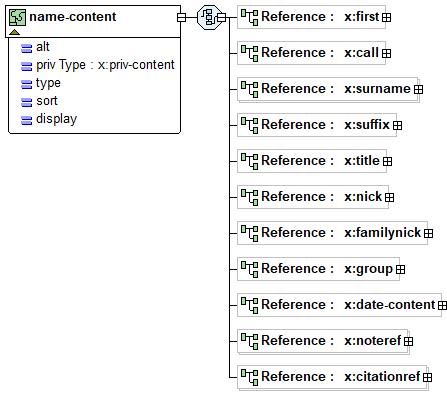 name-content
alt
priv Type : x:priv-content
type
sort
display
Reference : x:first
Reference : x:call
Reference : x:surname
Reference : x:suffix
Reference : x:title
Reference : x:nick
Reference : x:familynick
Reference : x:group
Reference : x:date-content
Reference : x:noteref
Reference : x:citationref